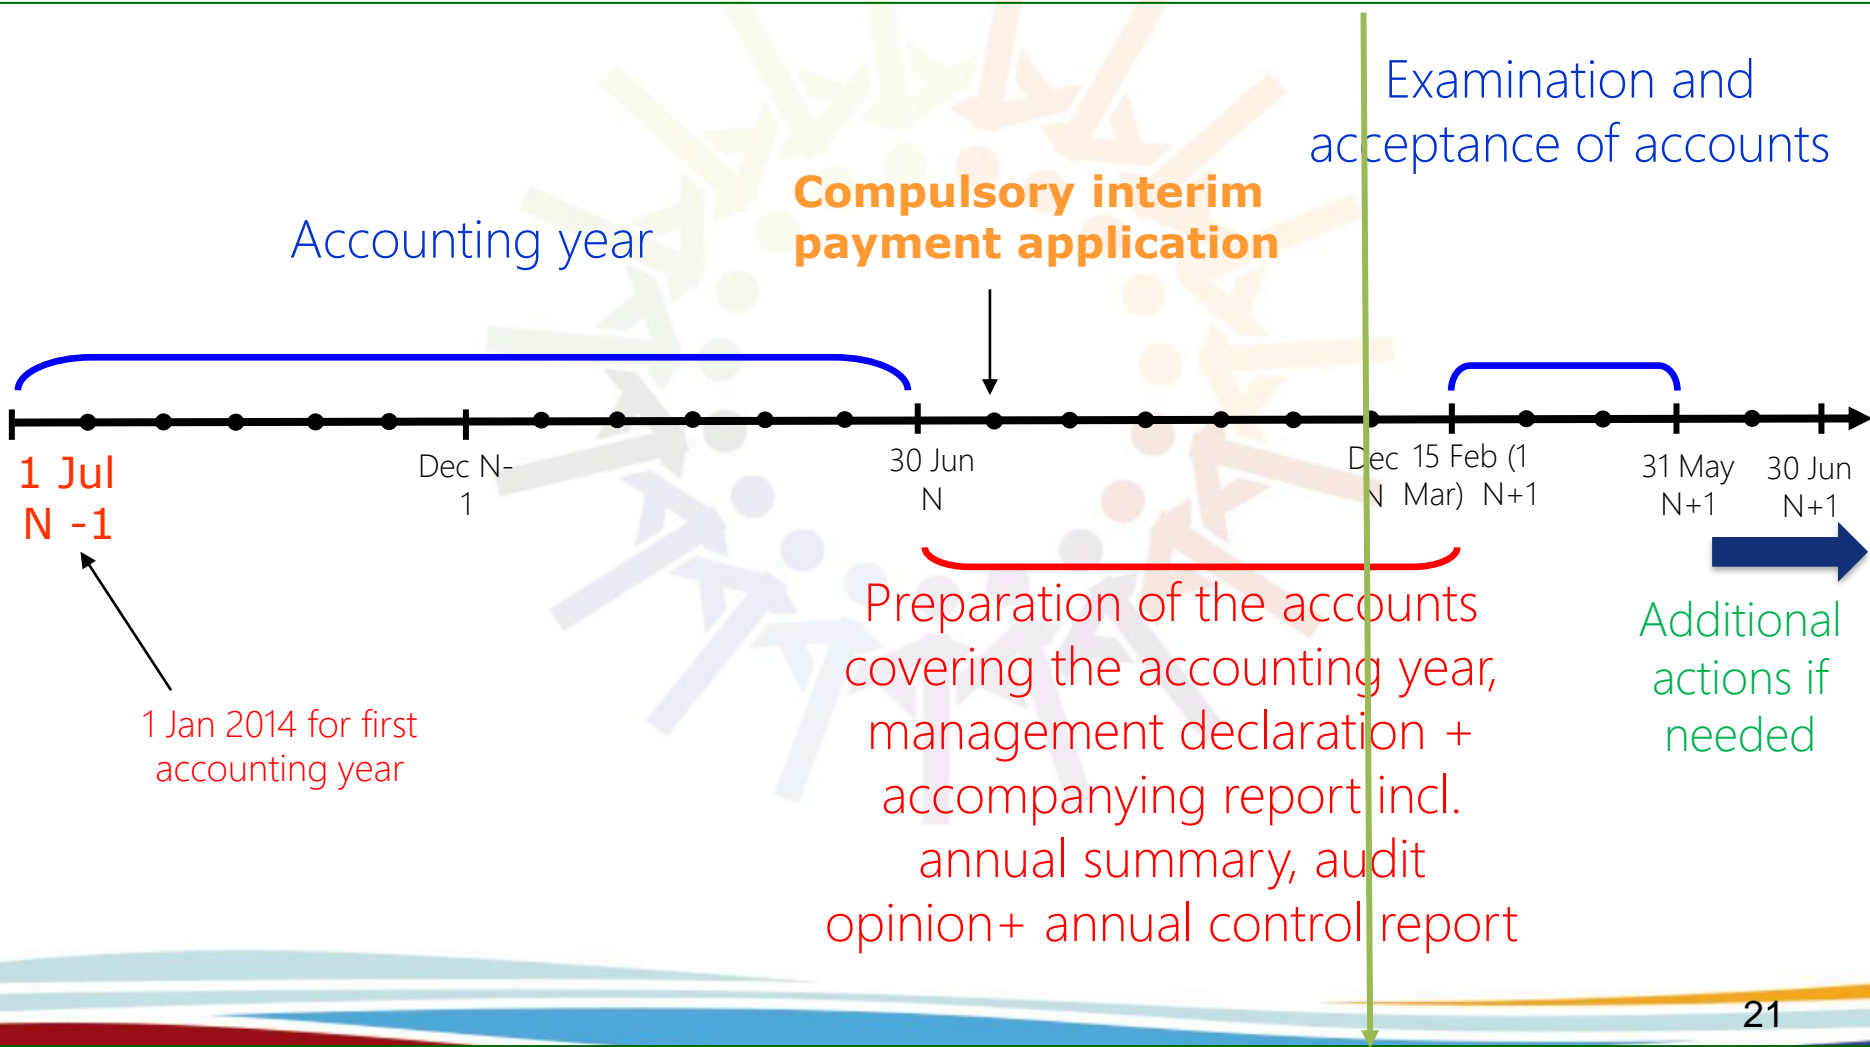 Examination and
acceptance of accounts
Compulsory interim
payment application
Accounting year
1 Jul
N -1
Dec N-
1
30 Jun
N
Dec
N
15 Feb (1
Mar) N+1
31 May
N+1
30 Jun
N+1
1 Jan 2014 for first
accounting year
Preparation of the accounts
covering the accounting year,
management declaration +
accompanying report incl.
annual summary, audit
opinion+ annual control report
Additional
actions if
needed
21